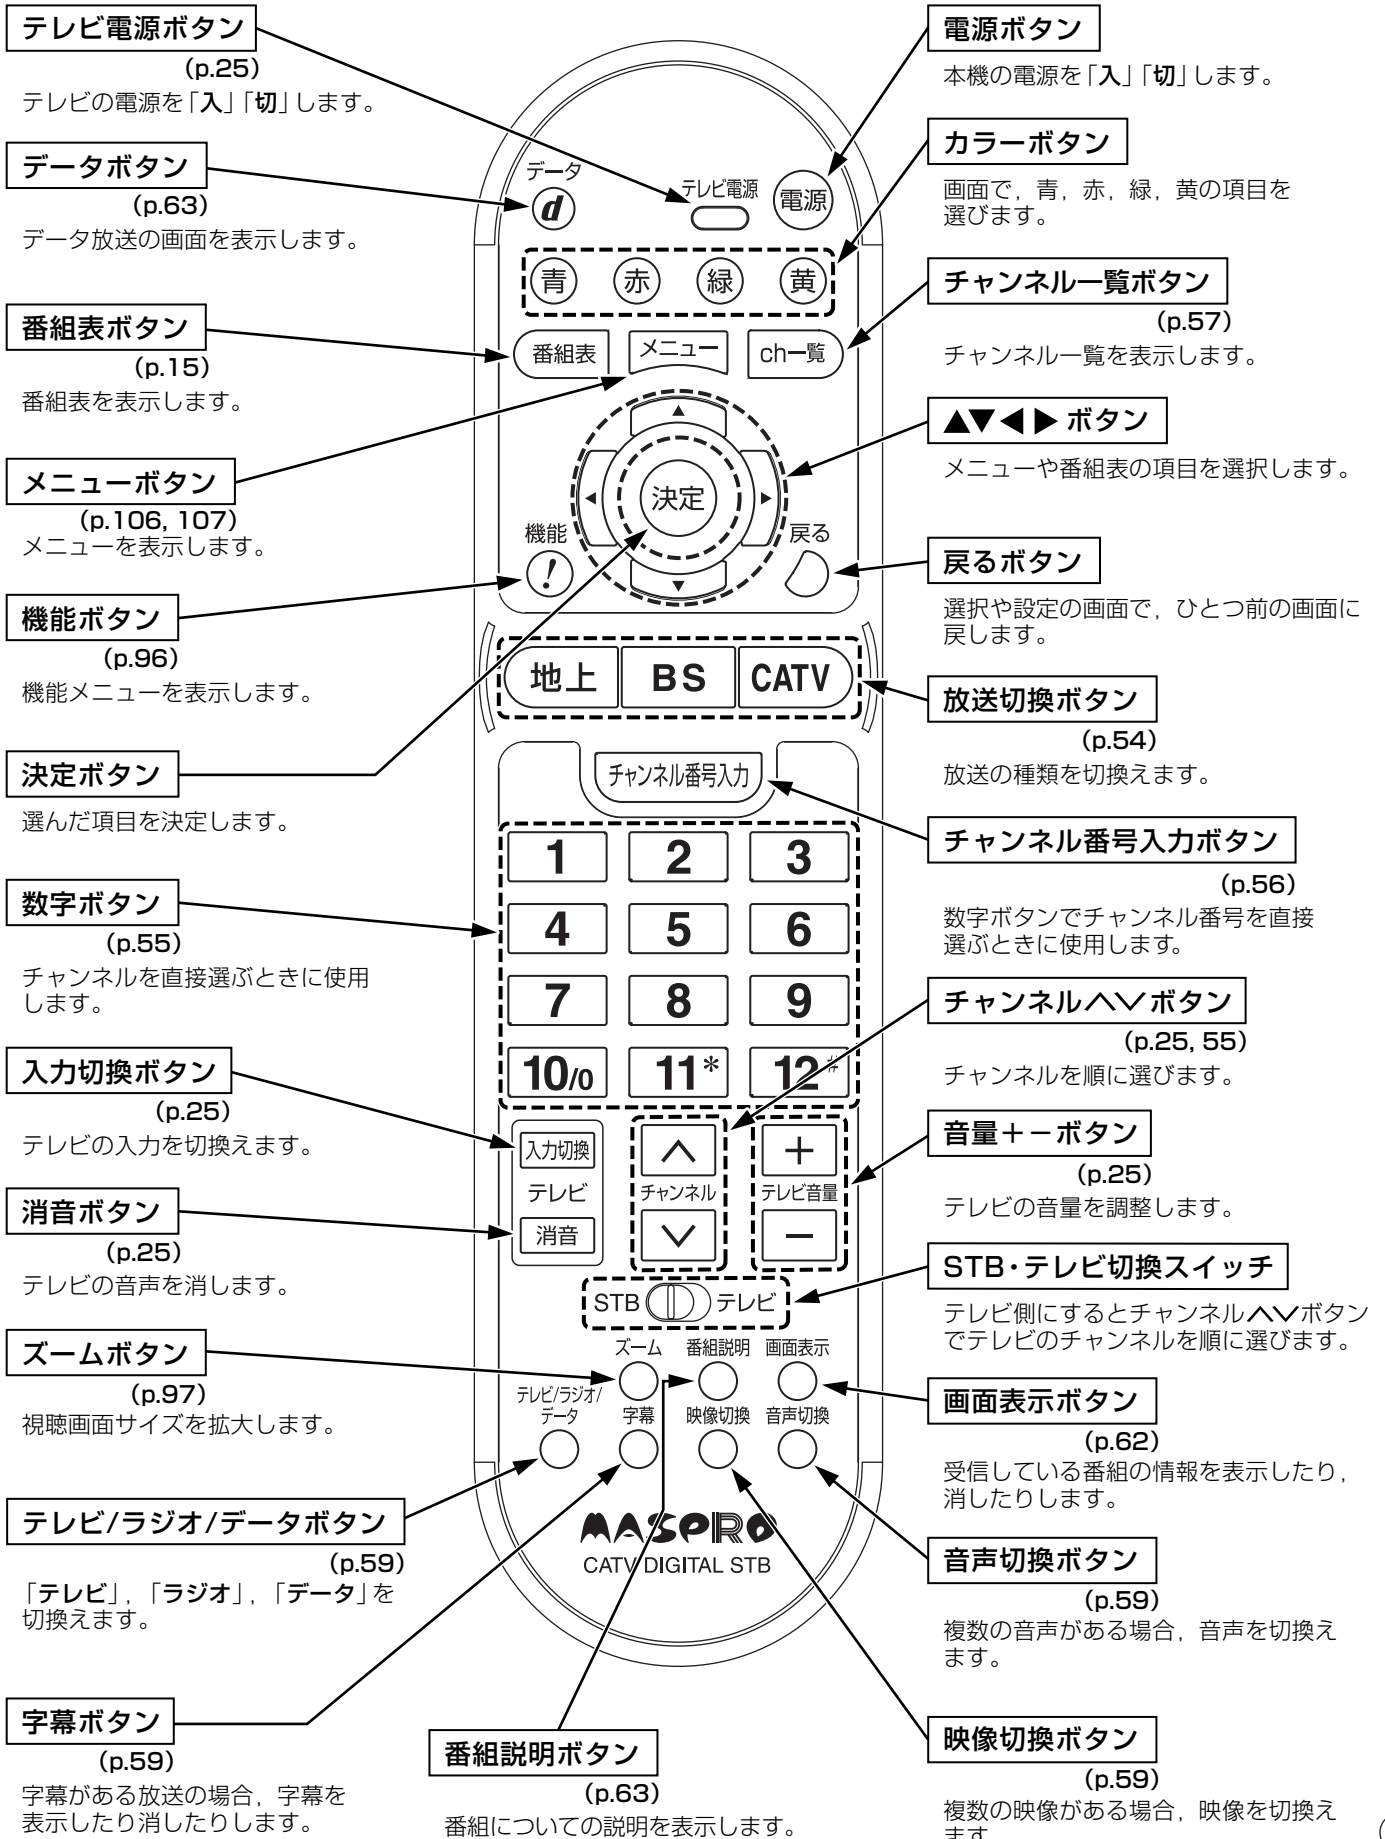 テレビ電源ボタン
(p.25)
テレビの電源を「入」「切」します。
データボタン
(p.63)
データ放送の画面を表示します。
番組表ボタン
(p.15)
番組表を表示します。
メニューボタン
(p.106, 107)
メニューを表示します。
機能ボタン
(p.96)
機能メニューを表示します。
決定ボタン
選んだ項目を決定します。
数字ボタン
(p.55)
チャンネルを直接選ぶときに使用
します。
入力切換ボタン
(p.25)
テレビの入力を切換えます。
消音ボタン
(p.25)
テレビの音声を消します。
ズームボタン
(p.97)
視聴画面サイズを拡大します。
テレビ/ラジオ/データボタン
(p.59)
「テレビ」,「ラジオ」,「データ」を
切換えます。
字幕ボタン
(p.59)
字幕がある放送の場合,字幕を
表示したり消したりします。
データ
d
テレビ電源
電源
青 赤 緑 黄
番組表 メニュー ch一覧
▲
◀ 決定 ▶
▼
機能 戻る
!
地上 BS CATV
チャンネル番号入力
1 2 3
4 5 6
7 8 9
10/0 11* 12#
入力切換 ヘ +
テレビ チャンネル テレビ音量
消音 ∨ −
STB テレビ
ズーム 番組説明 画面表示
テレビ/ラジオ/
データ 字幕 映像切換 音声切換
MASPRO
CATV DIGITAL STB
番組説明ボタン
(p.63)
番組についての説明を表示します。
電源ボタン
本機の電源を「入」「切」します。
カラーボタン
画面で,青,赤,緑,黄の項目を
選びます。
チャンネル一覧ボタン
(p.57)
チャンネル一覧を表示します。
▲▼◀▶ ボタン
メニューや番組表の項目を選択します。
戻るボタン
選択や設定の画面で,ひとつ前の画面に
戻します。
放送切換ボタン
(p.54)
放送の種類を切換えます。
チャンネル番号入力ボタン
(p.56)
数字ボタンでチャンネル番号を直接
選ぶときに使用します。
チャンネル∧∨ボタン
(p.25, 55)
チャンネルを順に選びます。
音量+−ボタン
(p.25)
テレビの音量を調整します。
STB・テレビ切換スイッチ
テレビ側にするとチャンネル∧∨ボタン
でテレビのチャンネルを順に選びます。
画面表示ボタン
(p.62)
受信している番組の情報を表示したり,
消したりします。
音声切換ボタン
(p.59)
複数の音声がある場合,音声を切換え
ます。
映像切換ボタン
(p.59)
複数の映像がある場合,映像を切換え
ます